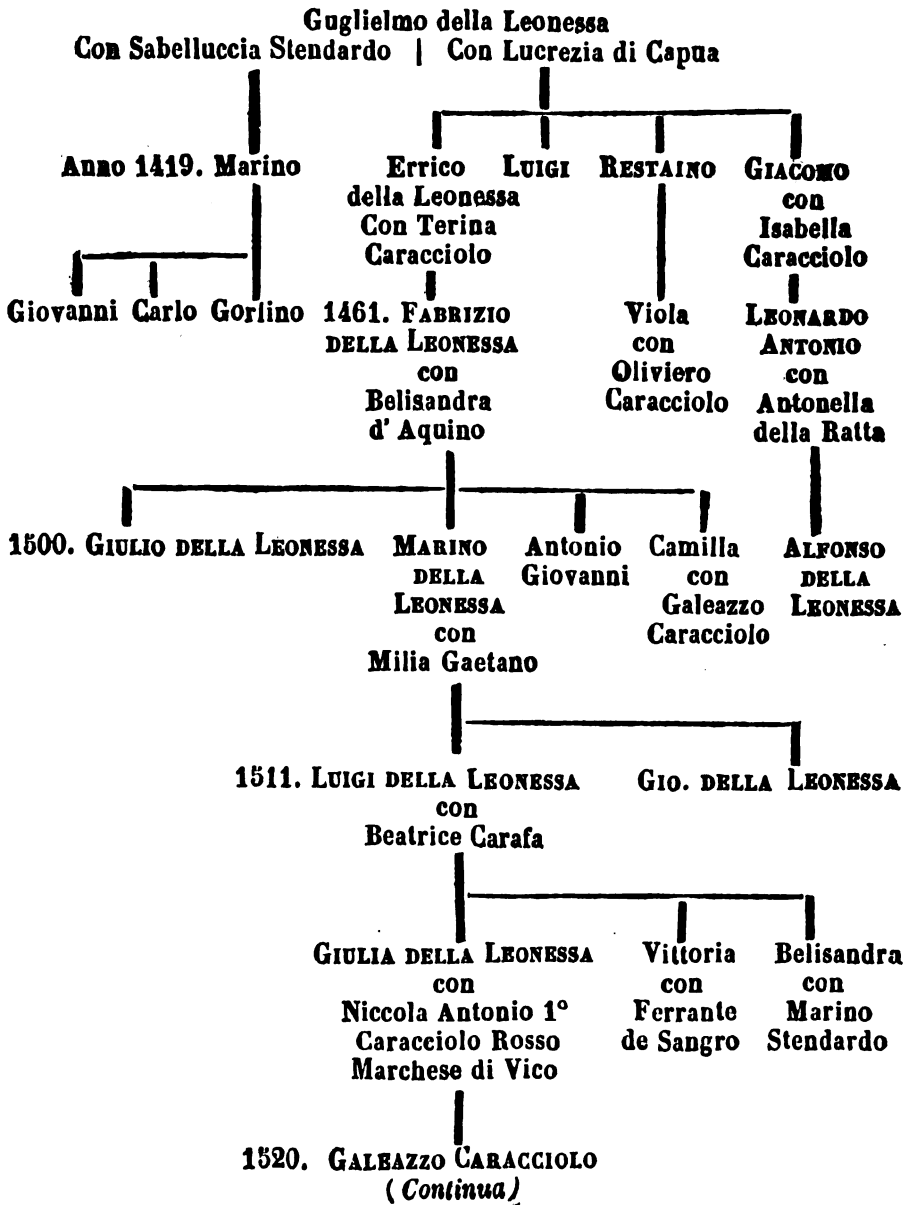 Guglielmo della Leonessa
Con Sabelluccia Stendardo | Con Lucrezia di Capua
Anno 1419. Marino
Errico
della Leonessa
Con Terina
Caracciolo
LUIGI
RESTAINO
GIACOMO
con
Isabella
Caracciolo
Giovanni Carlo Gorlino
1461. FABRIZIO
DELLA LEONESSA
con
Belisandra
d' Aquino
Viola
con
Oliviero
Caracciolo
LEONARDO
ANTONIO
con
Antonella
della Ratta
1500. GIULIO DELLA LEONESSA
MARINO
DELLA
LEONESSA
con
Milia Gaetano
Antonio
Giovanni
Camilla
con
Galeazzo
Caracciolo
ALFONSO
DELLA
LEONESSA
1511. LUIGI DELLA LEONESSA
con
Beatrice Carafa
GIO. DELLA LEONESSA
GIULIA DELLA LEONESSA
con
Niccola Antonio 1º
Caracciolo Rosso
Marchese di Vico
Vittoria
con
Ferrante
de Sangro
Belisandra
con
Marino
Stendardo
1520. GALEAZZO CARACCIOLO
(Continua)